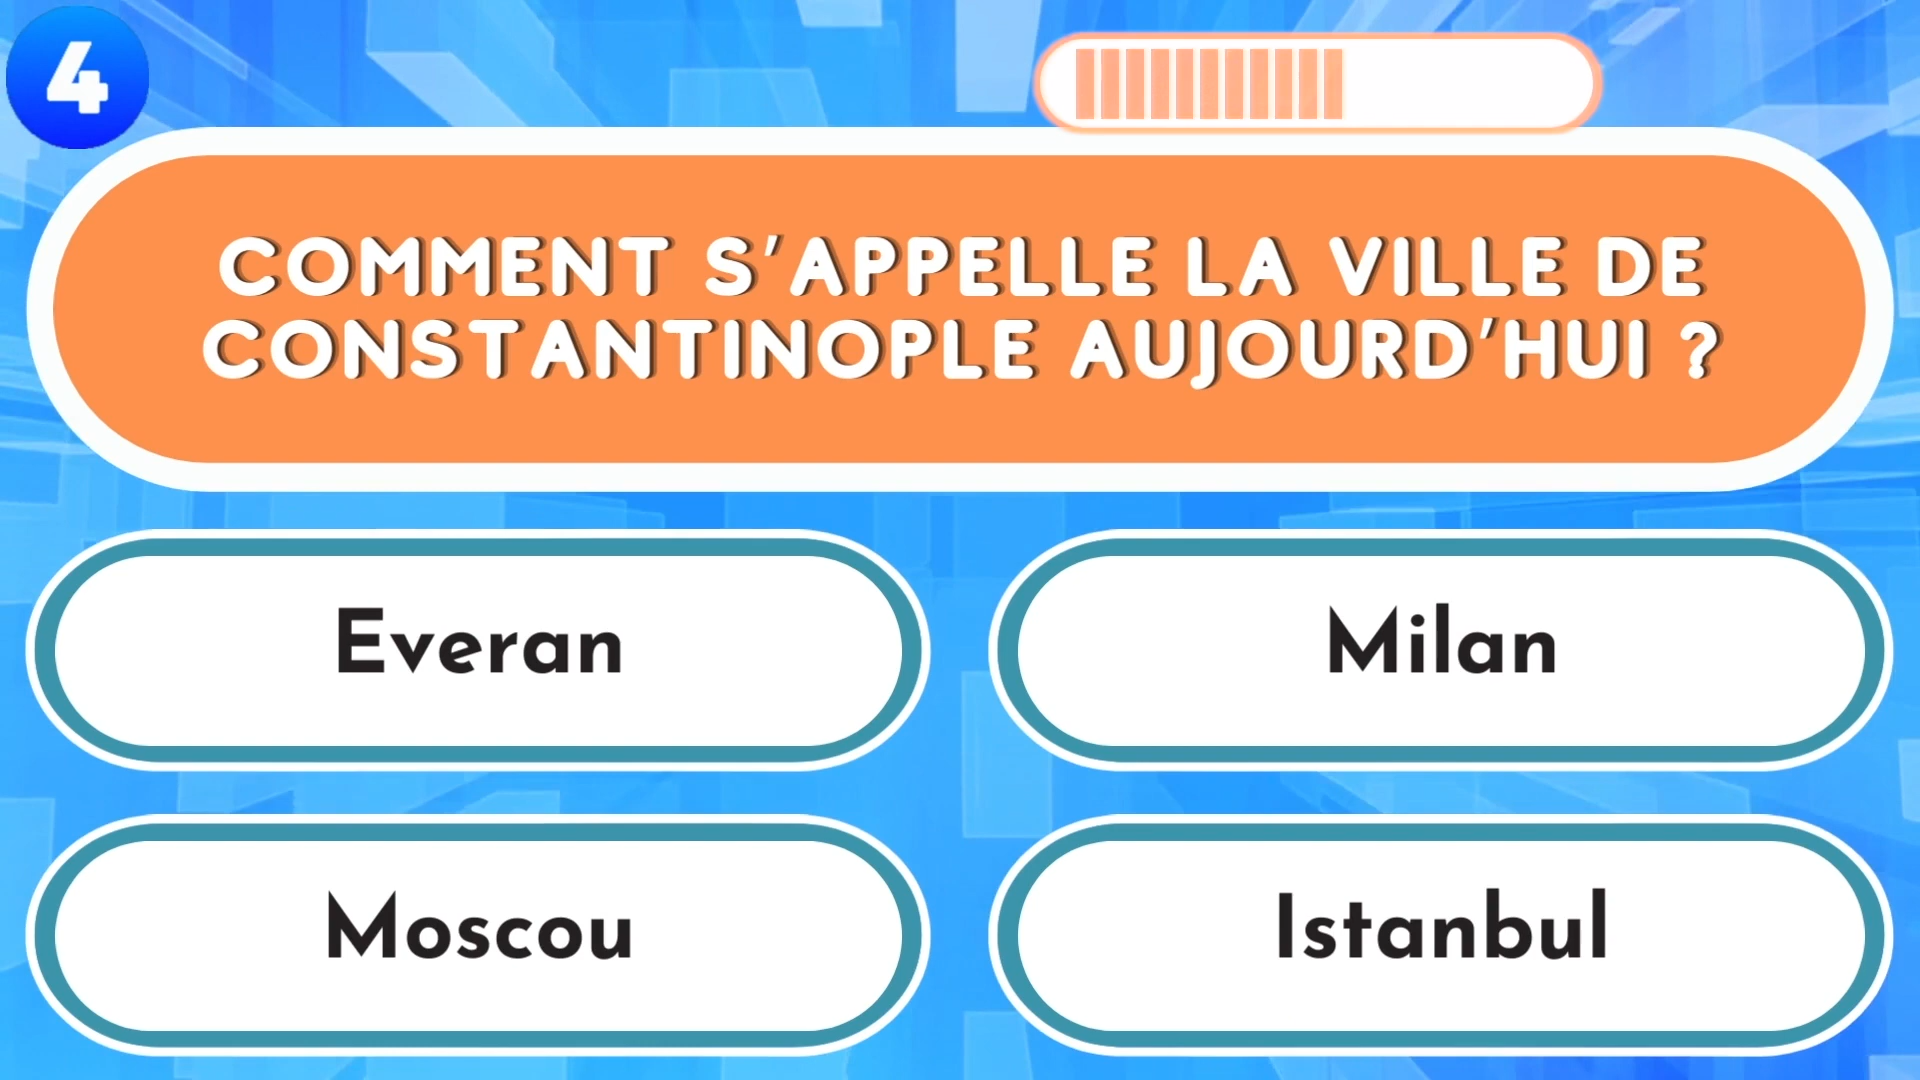 4
COMMENT S'APPELLE LA VILLE DE
CONSTANTINOPLE AUJOURD'HUI ?
Everan
Milan
Moscou
Istanbul